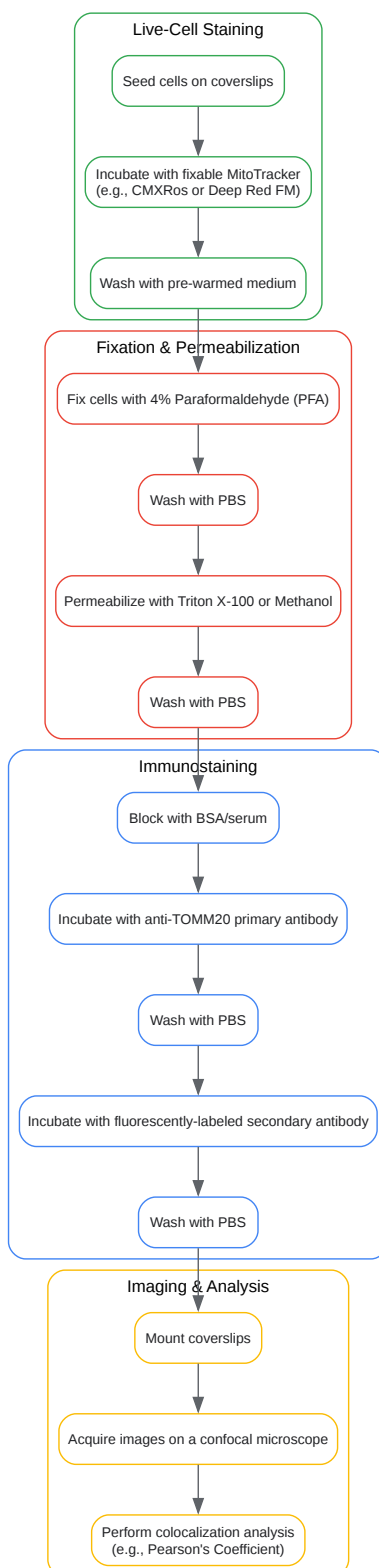 Live-Cell Staining
Seed cells on coverslips
Incubate with fixable MitoTracker
(e.g., CMXRos or Deep Red FM)
Wash with pre-warmed medium
Fixation & Permeabilization
Fix cells with 4% Paraformaldehyde (PFA)
Wash with PBS
Permeabilize with Triton X-100 or Methanol
Wash with PBS
Immunostaining
Block with BSA/serum
Incubate with anti-TOMM20 primary antibody
Wash with PBS
Incubate with fluorescently-labeled secondary antibody
Wash with PBS
Imaging & Analysis
Mount coverslips
Acquire images on a confocal microscope
Perform colocalization analysis
(e.g., Pearson's Coefficient)